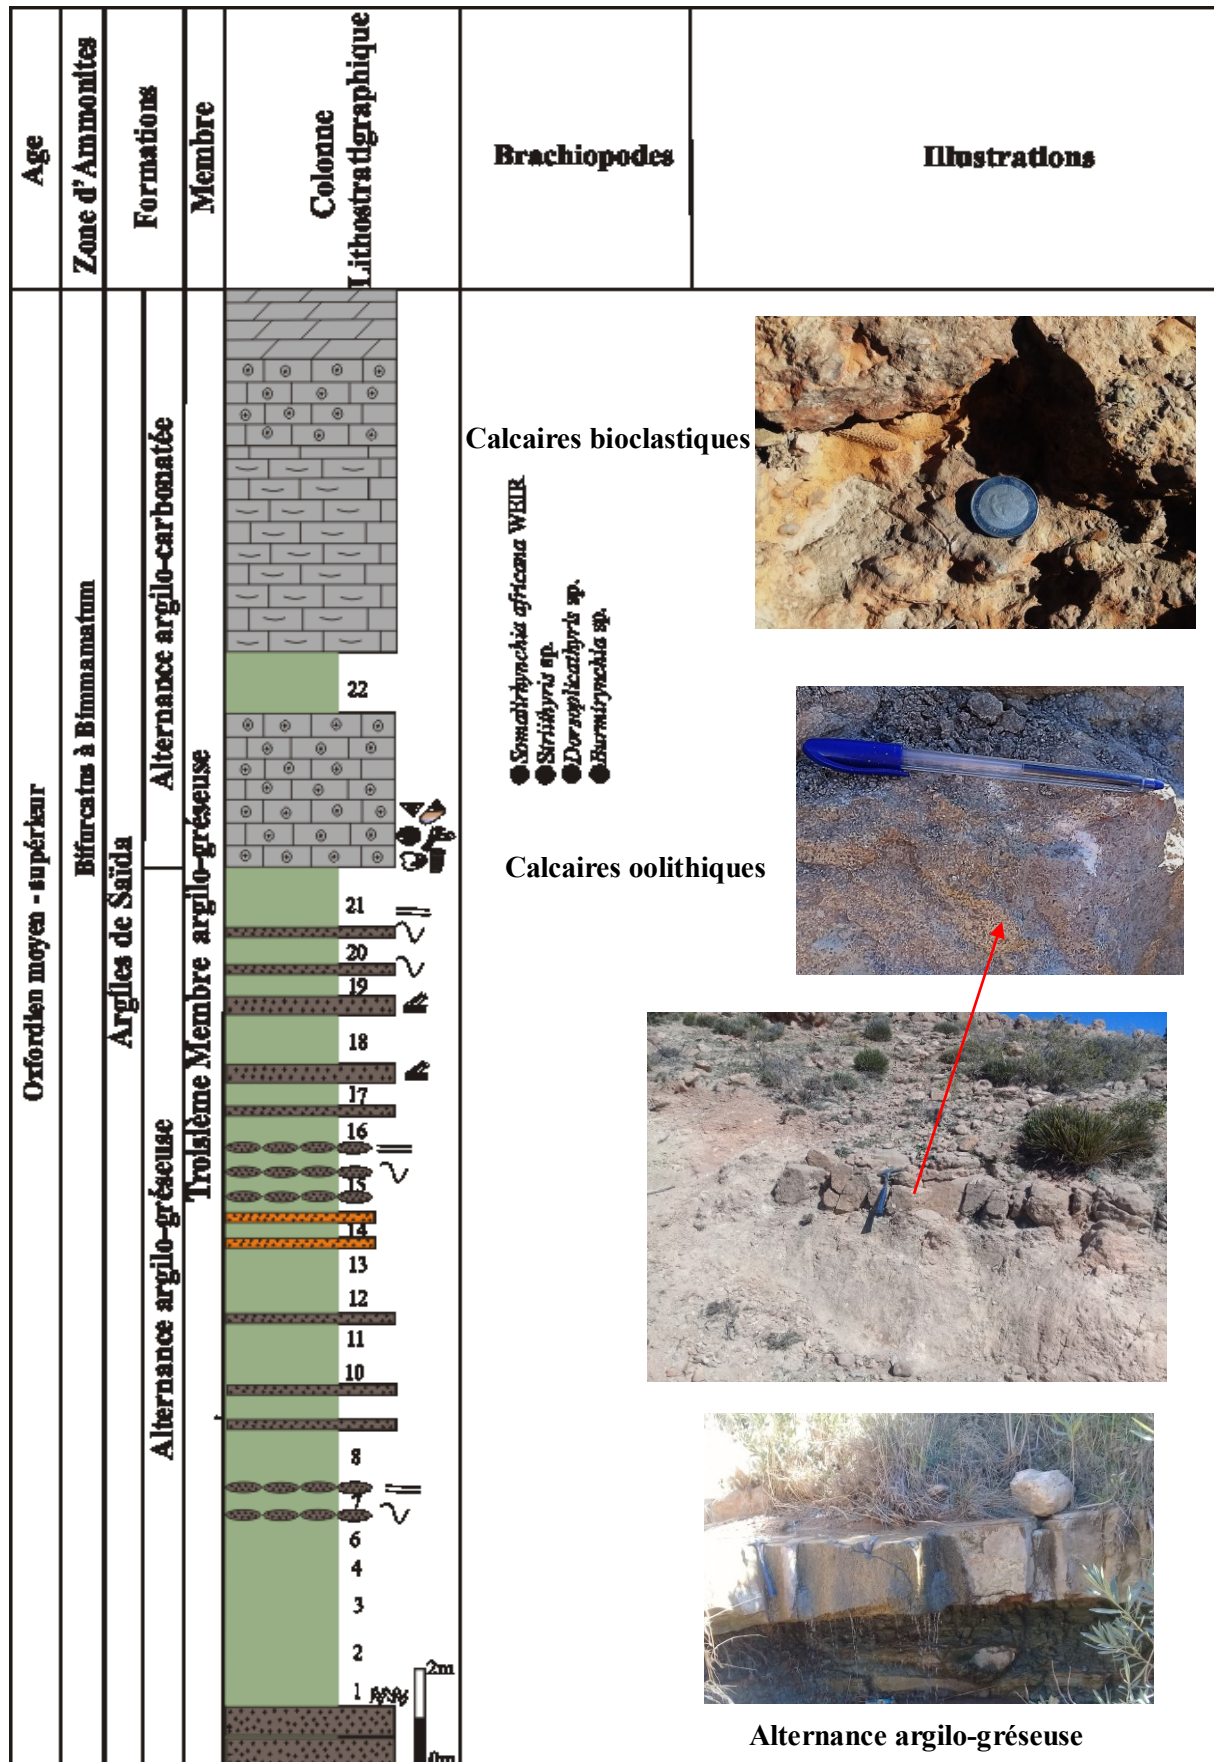 Age
Zone d'Ammonites
Formations
Membre
Colonne
Lithostratigraphique
Brachiopodes
Illustrations
Oxfordien moyen - supérieur
Bifurcatus à Bimmamatum
Argiles de Saïda
Alternance argilo-carbonatée
Alternance argilo-gréseuse
Troisième Membre argilo-gréseuse
Calcaires bioclastiques
Somalirhynchia africana WEIR
Striithyris sp.
Dorsoplicathyris sp.
Burmirynchia sp.
22
Calcaires oolithiques
21
20
19
18
17
16
15
14
13
12
11
10
8
7
6
4
3
2
1
2m
0m
Alternance argilo-gréseuse